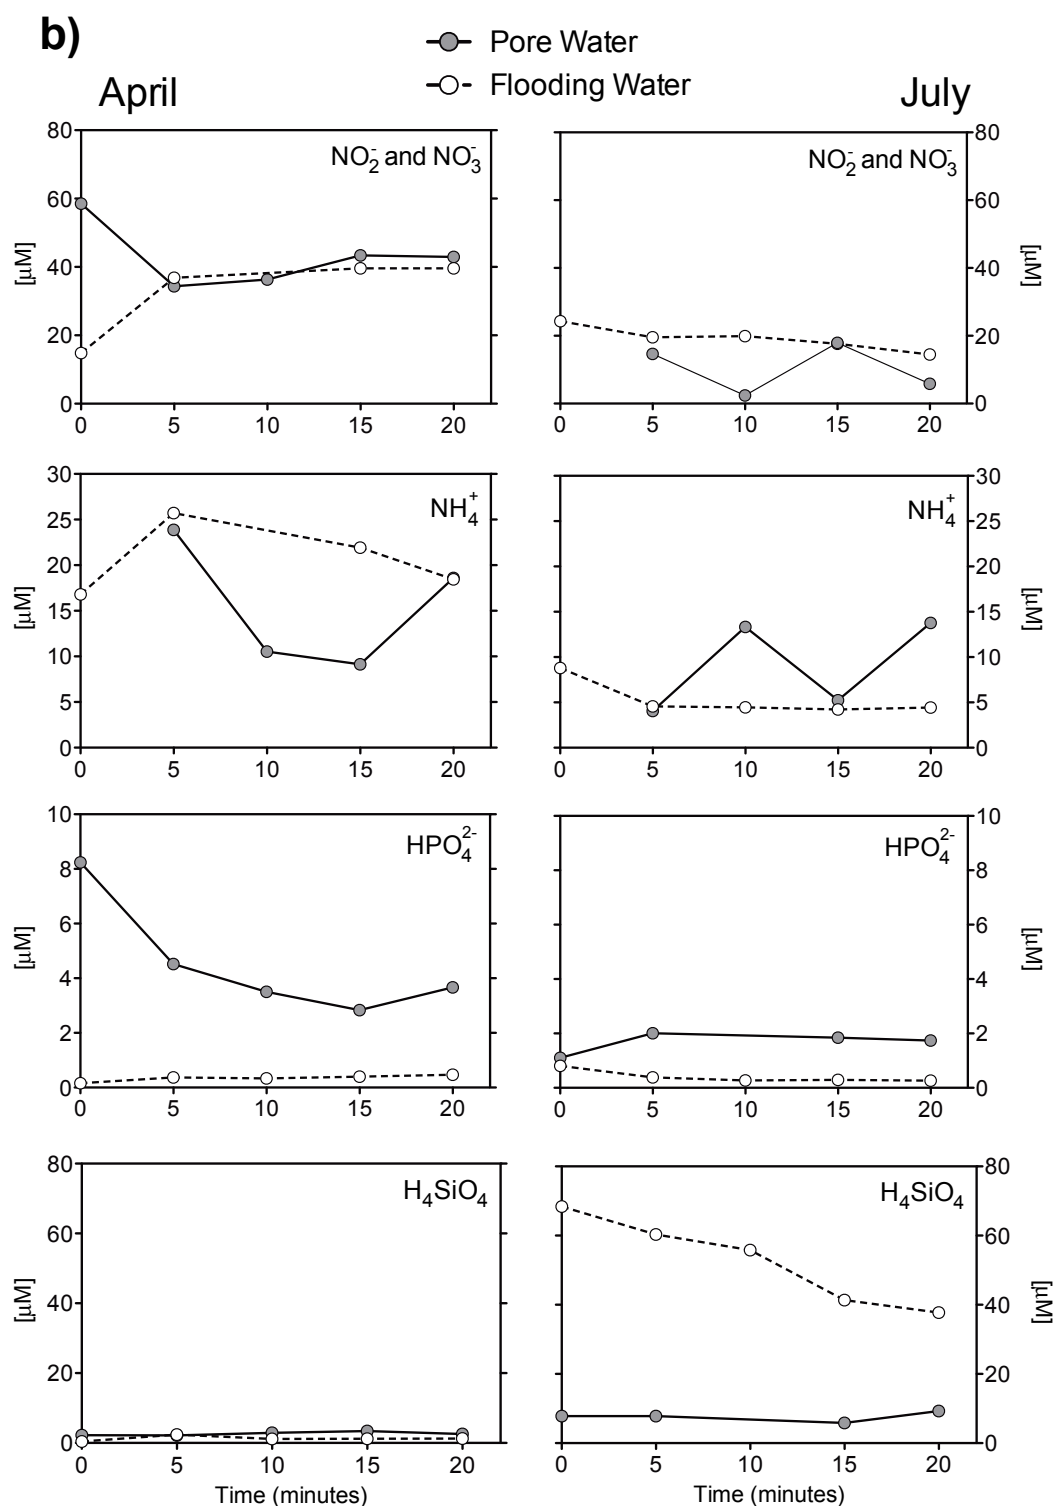 b)
Pore Water
Flooding Water
April
July
80
60
40
20
0
[µM]
NO₂⁻ and NO₃⁻
0 5 10 15 20
NO₂⁻ and NO₃⁻
80
60
40
20
0
[µM]
0 5 10 15 20
30
25
20
15
10
5
0
[µM]
NH₄⁺
0 5 10 15 20
NH₄⁺
30
25
20
15
10
5
0
[µM]
0 5 10 15 20
10
8
6
4
2
0
[µM]
HPO₄²⁻
0 5 10 15 20
HPO₄²⁻
10
8
6
4
2
0
[µM]
0 5 10 15 20
80
60
40
20
0
[µM]
H₄SiO₄
0 5 10 15 20
Time (minutes)
H₄SiO₄
80
60
40
20
0
[µM]
0 5 10 15 20
Time (minutes)